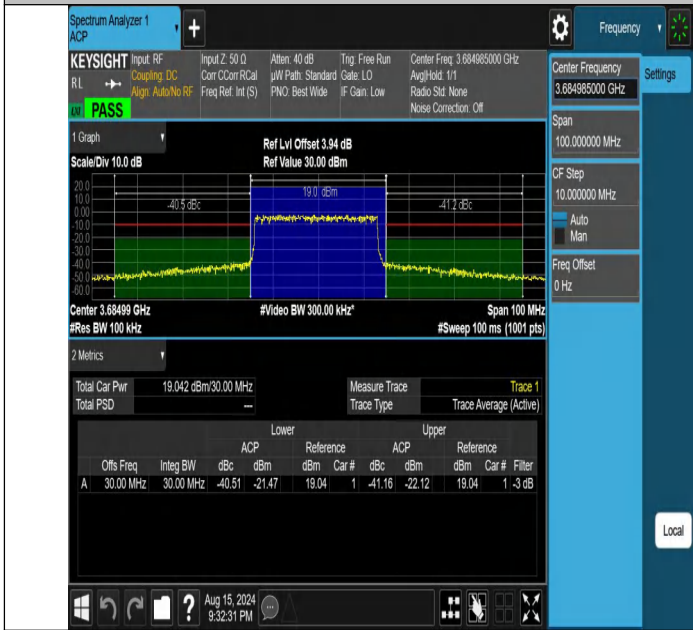 Spectrum Analyzer 1
ACP
+
Frequency
KEYSIGHT
RL
PASS
Input: RF
Coupling: DC
Align: Auto/No RF
Input Z: 50 Ω
Corr CCorr RCal
Freq Ref: Int (S)
Atten: 40 dB
µW Path: Standard
PNO: Best Wide
Trig: Free Run
Gate: LO
IF Gain: Low
Center Freq: 3.684985000 GHz
Avg|Hold: 1/1
Radio Std: None
Noise Correction: Off
Center Frequency
3.684985000 GHz
Settings
Span
100.000000 MHz
CF Step
10.000000 MHz
Auto
Man
Freq Offset
0 Hz
1 Graph
Scale/Div 10.0 dB
Ref Lvl Offset 3.94 dB
Ref Value 30.00 dBm
20.0
10.0
0.00
-10.0
-20.0
-30.0
-40.0
-50.0
-60.0
-40.5 dBc
19.0 dBm
-41.2 dBc
Center 3.68499 GHz
#Video BW 300.00 kHz*
Span 100 MHz
#Res BW 100 kHz
#Sweep 100 ms (1001 pts)
2 Metrics
Total Car Pwr 19.042 dBm/30.00 MHz
Total PSD ---
Measure Trace Trace 1
Trace Type Trace Average (Active)
Lower Upper
ACP Reference ACP Reference
Offs Freq Integ BW dBc dBm dBm Car # dBc dBm dBm Car # Filter
A 30.00 MHz 30.00 MHz -40.51 -21.47 19.04 1 -41.16 -22.12 19.04 1 -3 dB
Local
?
Aug 15, 2024
9:32:31 PM